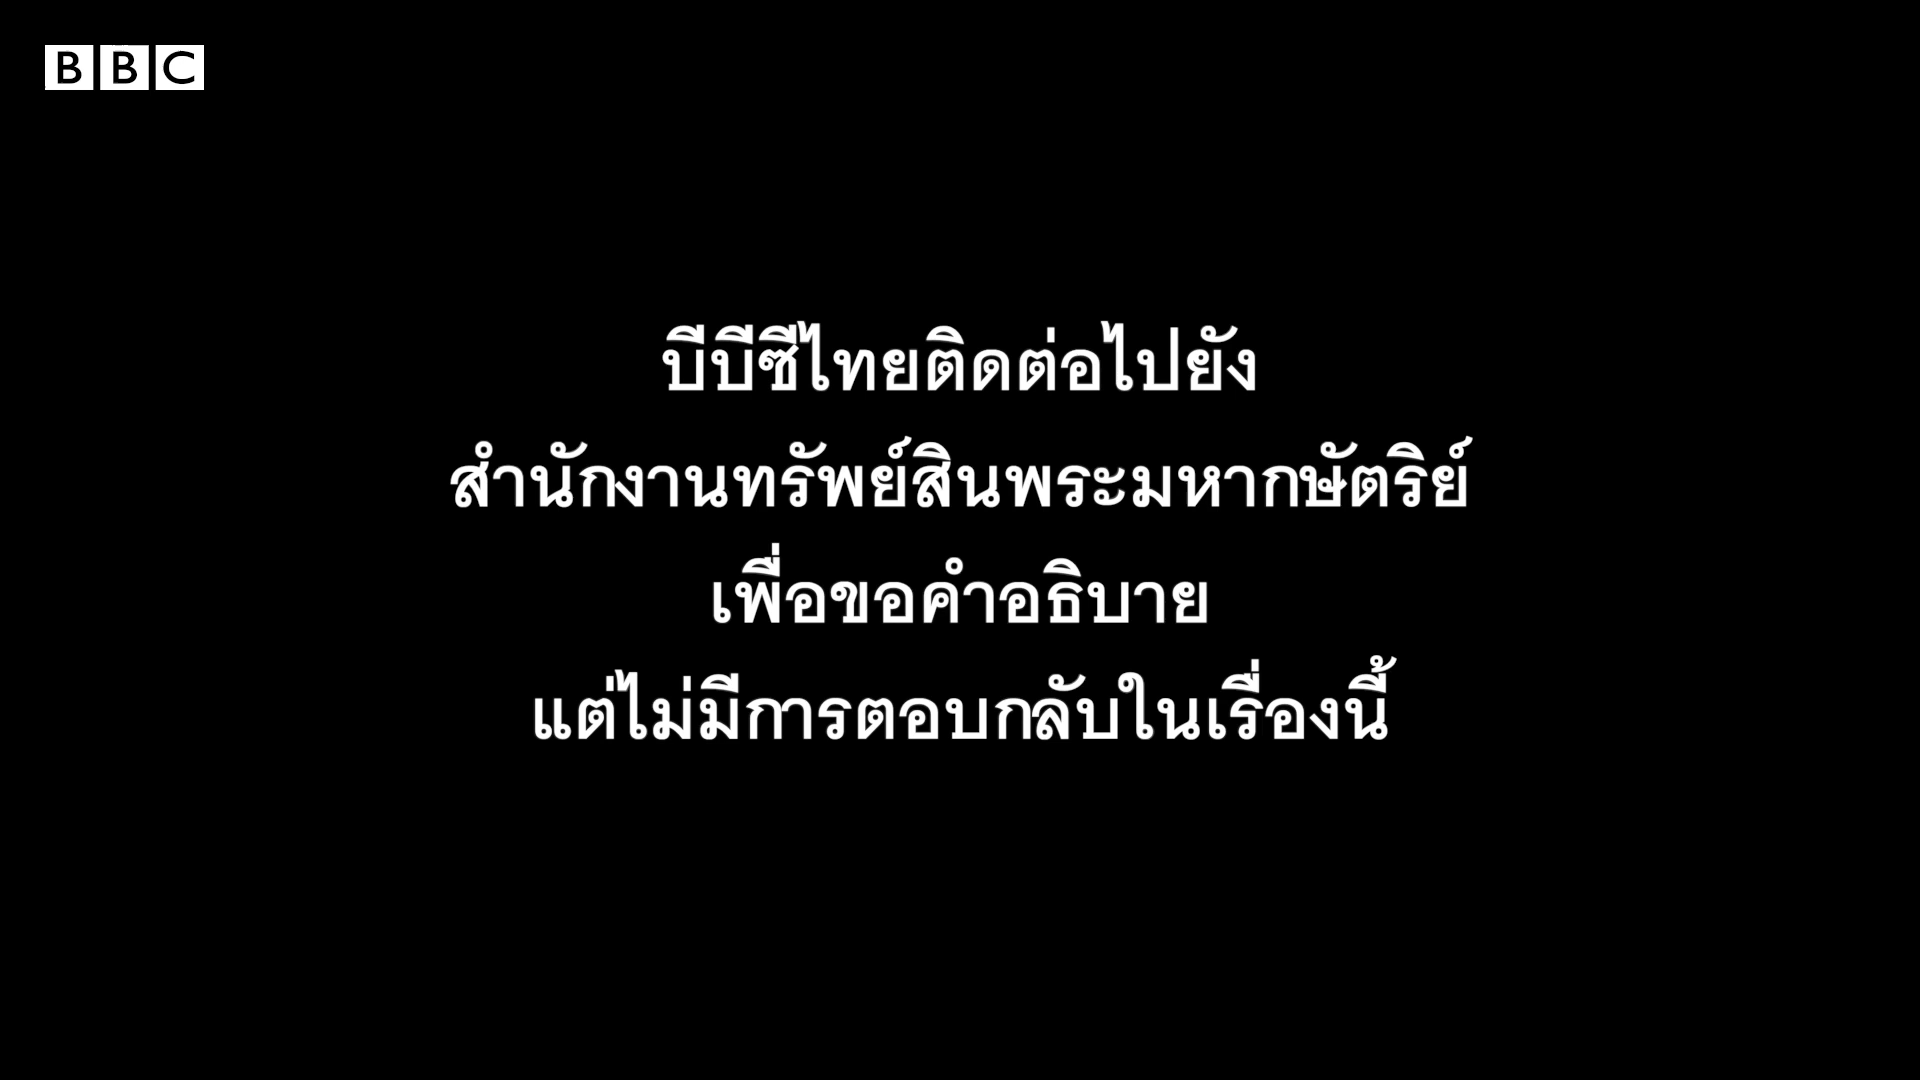 BBC
บีบีซีไทยติดต่อไปยัง
สำนักงานทรัพย์สินพระมหากษัตริย์
เพื่อขอคำอธิบาย
แต่ไม่มีการตอบกลับในเรื่องนี้